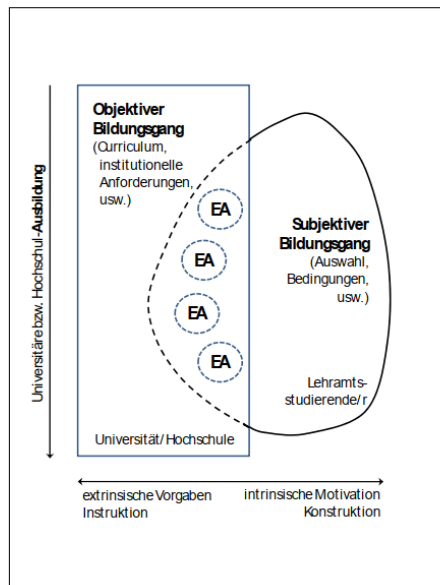 Objektiver
Bildungsgang
(Curriculum,
institutionelle
Anforderungen,
usw.)
EA
EA
EA
EA
Subjektiver
Bildungsgang
(Auswahl,
Bedingungen,
usw.)
Lehramts-
studierende/r
Universität/Hochschule
Universitäre bzw. Hochschul-Ausbildung
extrinsische Vorgaben
Instruktion
intrinsische Motivation
Konstruktion